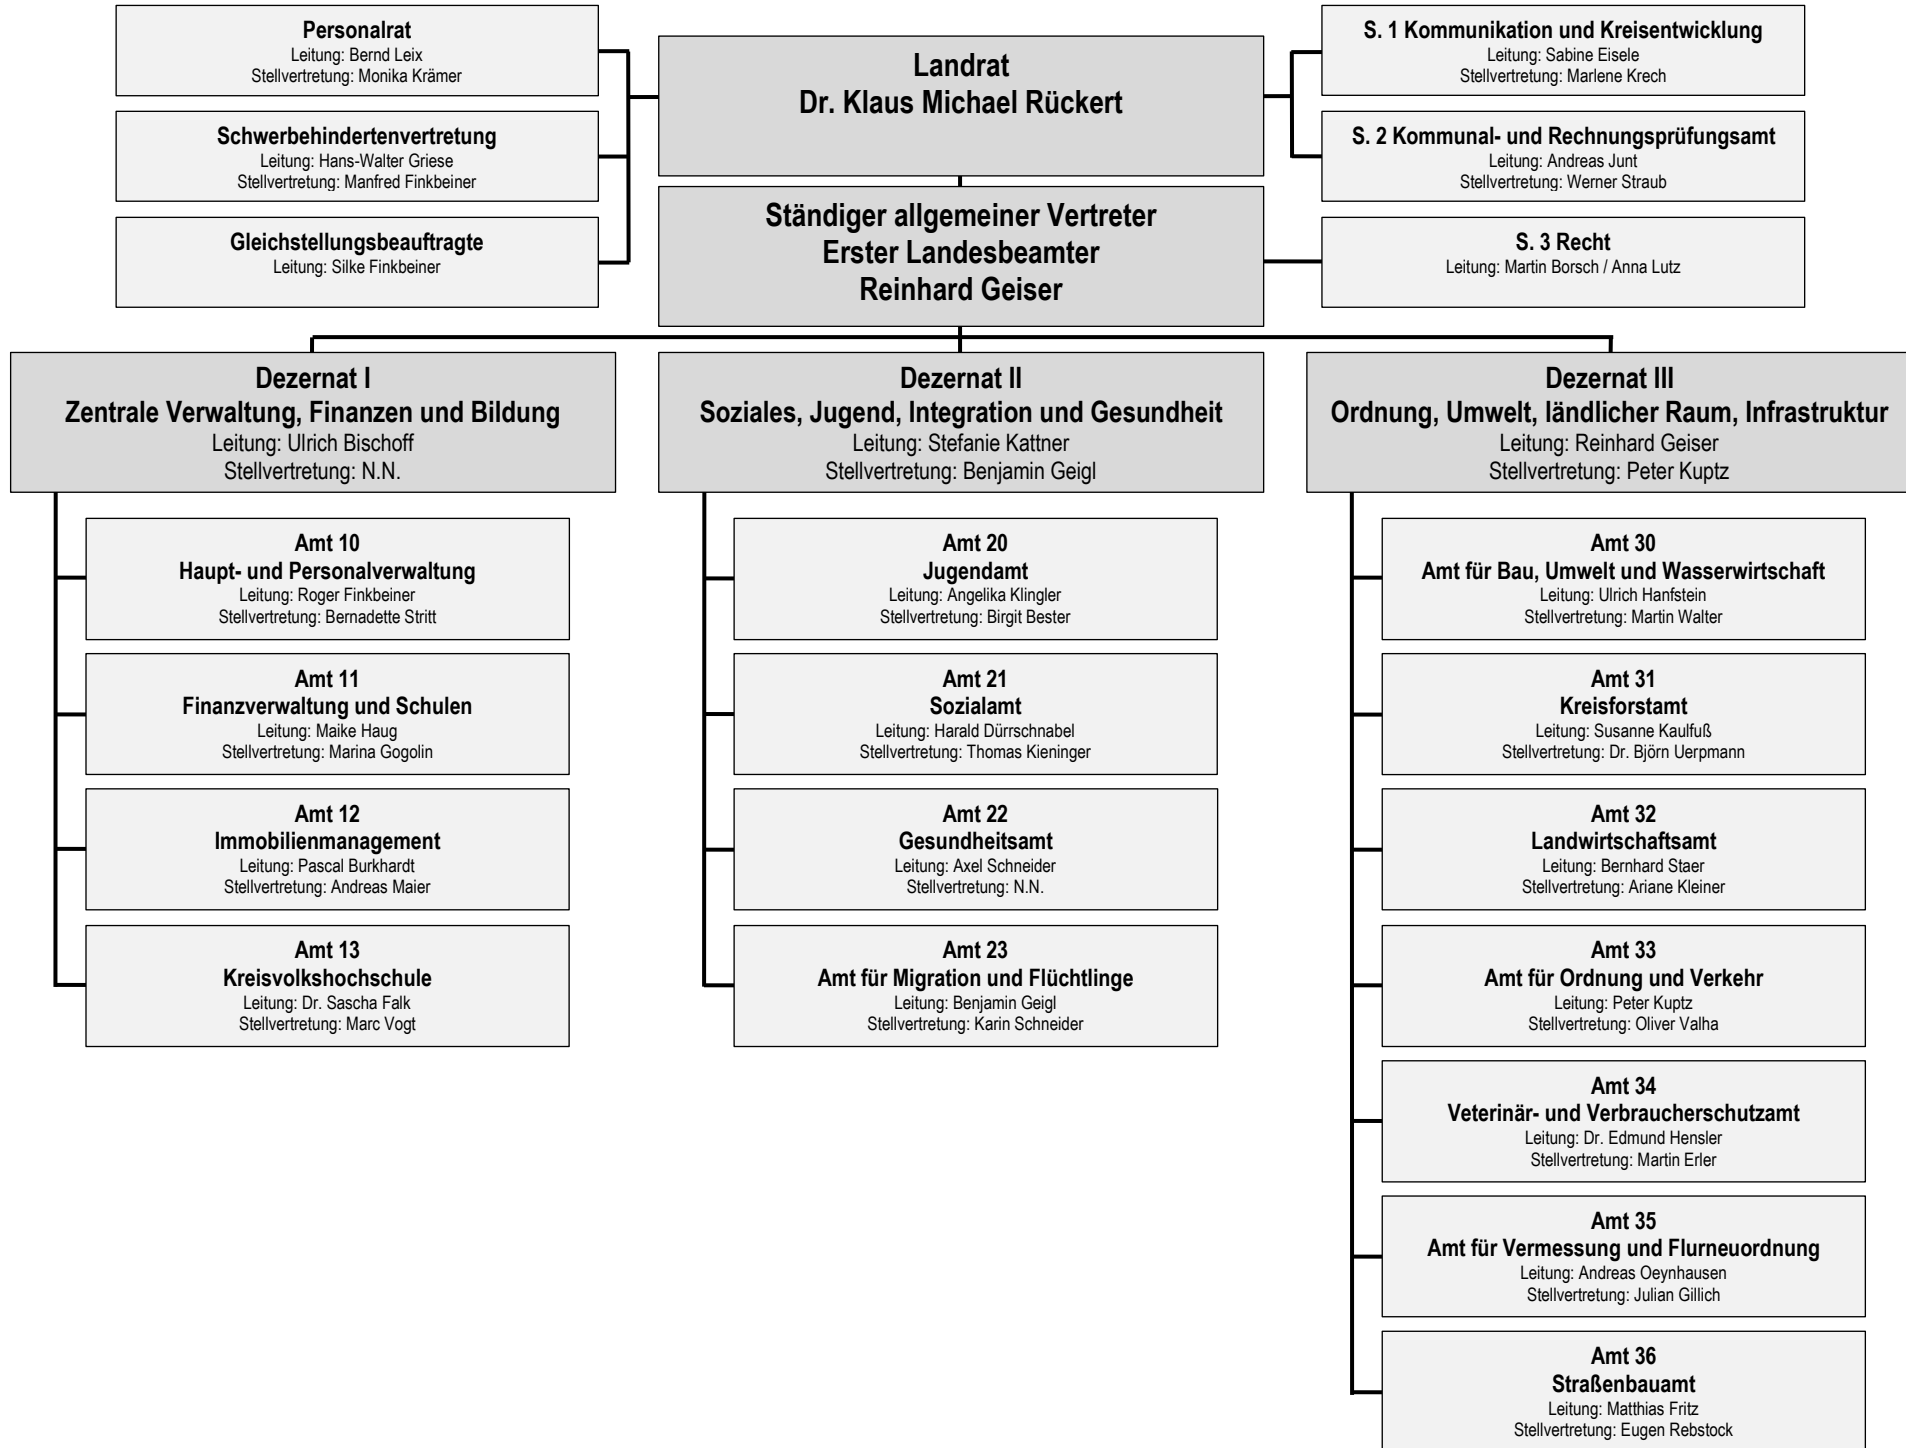 Personalrat
Leitung: Bernd Leix
Stellvertretung: Monika Krämer
Schwerbehindertenvertretung
Leitung: Hans-Walter Griese
Stellvertretung: Manfred Finkbeiner
Gleichstellungsbeauftragte
Leitung: Silke Finkbeiner
Landrat
Dr. Klaus Michael Rückert
Ständiger allgemeiner Vertreter
Erster Landesbeamter
Reinhard Geiser
S. 1 Kommunikation und Kreisentwicklung
Leitung: Sabine Eisele
Stellvertretung: Marlene Krech
S. 2 Kommunal- und Rechnungsprüfungsamt
Leitung: Andreas Junt
Stellvertretung: Werner Straub
S. 3 Recht
Leitung: Martin Borsch / Anna Lutz
Dezernat I
Zentrale Verwaltung, Finanzen und Bildung
Leitung: Ulrich Bischoff
Stellvertretung: N.N.
Amt 10
Haupt- und Personalverwaltung
Leitung: Roger Finkbeiner
Stellvertretung: Bernadette Stritt
Amt 11
Finanzverwaltung und Schulen
Leitung: Maike Haug
Stellvertretung: Marina Gogolin
Amt 12
Immobilienmanagement
Leitung: Pascal Burkhardt
Stellvertretung: Andreas Maier
Amt 13
Kreisvolkshochschule
Leitung: Dr. Sascha Falk
Stellvertretung: Marc Vogt
Dezernat II
Soziales, Jugend, Integration und Gesundheit
Leitung: Stefanie Kattner
Stellvertretung: Benjamin Geigl
Amt 20
Jugendamt
Leitung: Angelika Klingler
Stellvertretung: Birgit Bester
Amt 21
Sozialamt
Leitung: Harald Dürrschnabel
Stellvertretung: Thomas Kieninger
Amt 22
Gesundheitsamt
Leitung: Axel Schneider
Stellvertretung: N.N.
Amt 23
Amt für Migration und Flüchtlinge
Leitung: Benjamin Geigl
Stellvertretung: Karin Schneider
Dezernat III
Ordnung, Umwelt, ländlicher Raum, Infrastruktur
Leitung: Reinhard Geiser
Stellvertretung: Peter Kuptz
Amt 30
Amt für Bau, Umwelt und Wasserwirtschaft
Leitung: Ulrich Hanfstein
Stellvertretung: Martin Walter
Amt 31
Kreisforstamt
Leitung: Susanne Kaulfuß
Stellvertretung: Dr. Björn Uerpmann
Amt 32
Landwirtschaftsamt
Leitung: Bernhard Staer
Stellvertretung: Ariane Kleiner
Amt 33
Amt für Ordnung und Verkehr
Leitung: Peter Kuptz
Stellvertretung: Oliver Valha
Amt 34
Veterinär- und Verbraucherschutzamt
Leitung: Dr. Edmund Hensler
Stellvertretung: Martin Erler
Amt 35
Amt für Vermessung und Flurneuordnung
Leitung: Andreas Oeynhausen
Stellvertretung: Julian Gillich
Amt 36
Straßenbauamt
Leitung: Matthias Fritz
Stellvertretung: Eugen Rebstock